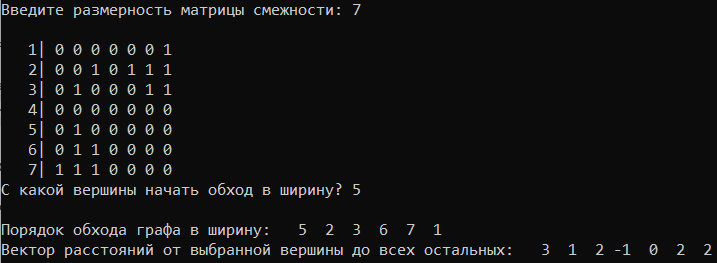 Введите размерность матрицы смежности: 7
1| 0 0 0 0 0 0 1
2| 0 0 1 0 1 1 1
3| 0 1 0 0 0 1 1
4| 0 0 0 0 0 0 0
5| 0 1 0 0 0 0 0
6| 0 1 1 0 0 0 0
7| 1 1 1 0 0 0 0
С какой вершины начать обход в ширину? 5
Порядок обхода графа в ширину:   5  2  3  6  7  1
Вектор расстояний от выбранной вершины до всех остальных:   3  1  2 -1  0  2  2